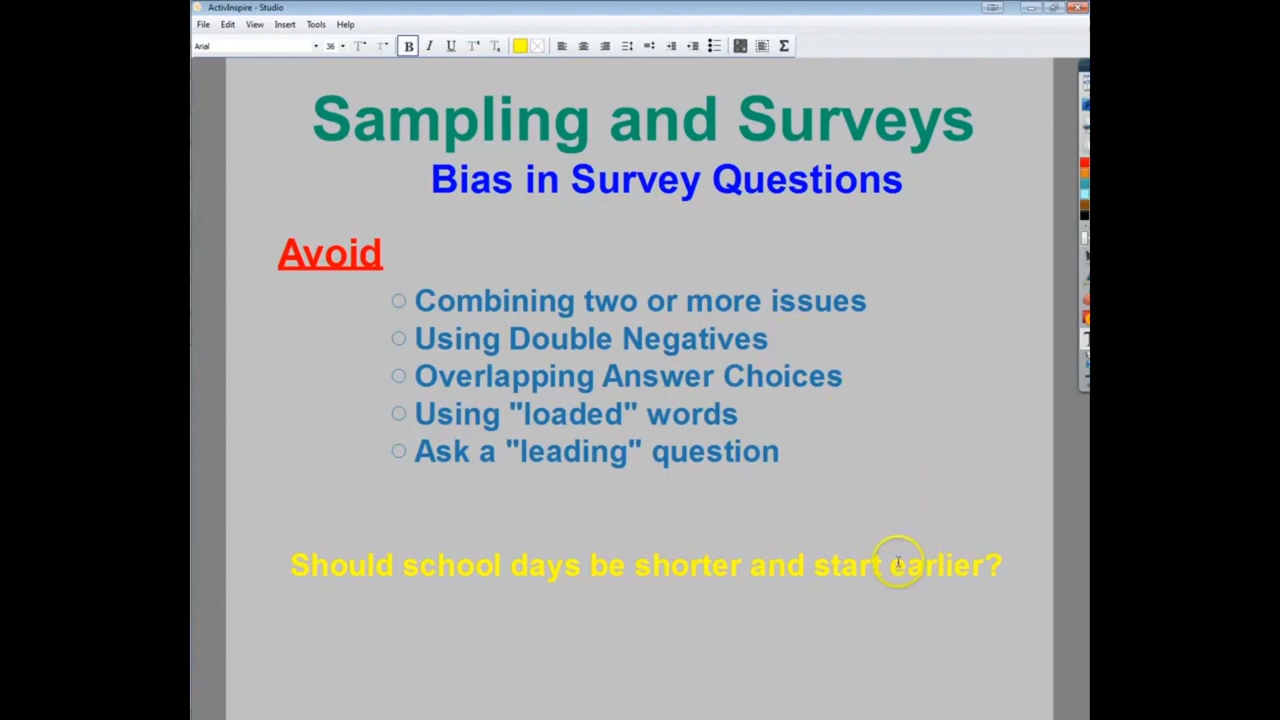 ActivInspire - Studio
File Edit View Insert Tools Help
Arial 36 B I U
Sampling and Surveys
Bias in Survey Questions
Avoid
Combining two or more issues
Using Double Negatives
Overlapping Answer Choices
Using "loaded" words
Ask a "leading" question
Should school days be shorter and start earlier?